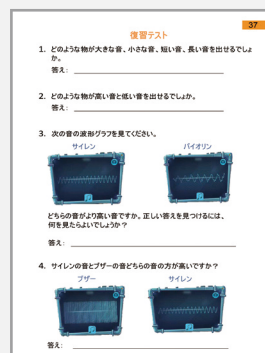 37
復習テスト
1. どのような物が大きな音、小さな音、短い音、長い音を出せるでしょ
か。
答え：
2. どのような物が高い音と低い音を出せるでしょか。
答え：
3. 次の音の波形グラフを見てください。
サイレン
バイオリン
どちらの音がより高い音ですか。正しい答えを見つけるには、
何を見たらよいでしょうか？
答え：
4. サイレンの音とブザーの音どちらの音の方が高いですか？
ブザー
サイレン
答え：